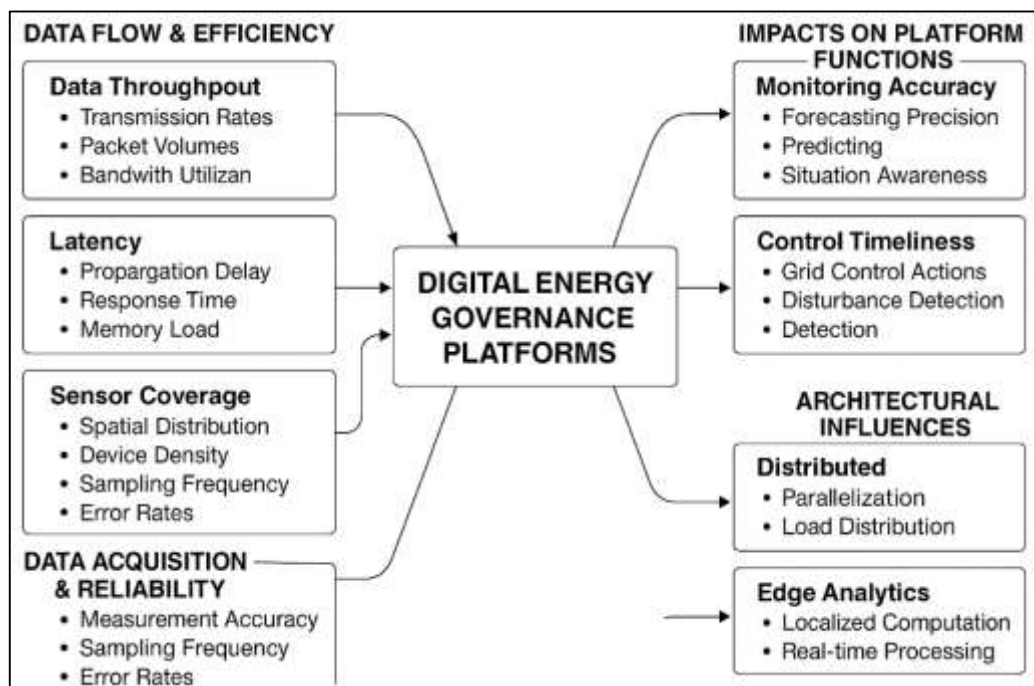 DATA FLOW & EFFICIENCY
Data Throughpout
• Transmission Rates
• Packet Volumes
• Bandwith Utilizan
Latency
• Propargation Delay
• Response Time
• Memory Load
Sensor Coverage
• Spatial Distribution
• Device Density
• Sampling Frequency
• Error Rates
DATA ACQUISITION
& RELIABILITY
• Measurement Accuracy
• Sampling Frequency
• Error Rates
DIGITAL ENERGY
GOVERNANCE
PLATFORMS
IMPACTS ON PLATFORM
FUNCTIONS
Monitoring Accuracy
• Forecasting Precision
• Predicting
• Situation Awareness
Control Timeliness
• Grid Control Actions
• Disturbance Detection
• Detection
ARCHITECTURAL
INFLUENCES
Distributed
• Parallelization
• Load Distribution
Edge Analytics
• Localized Computation
• Real-time Processing